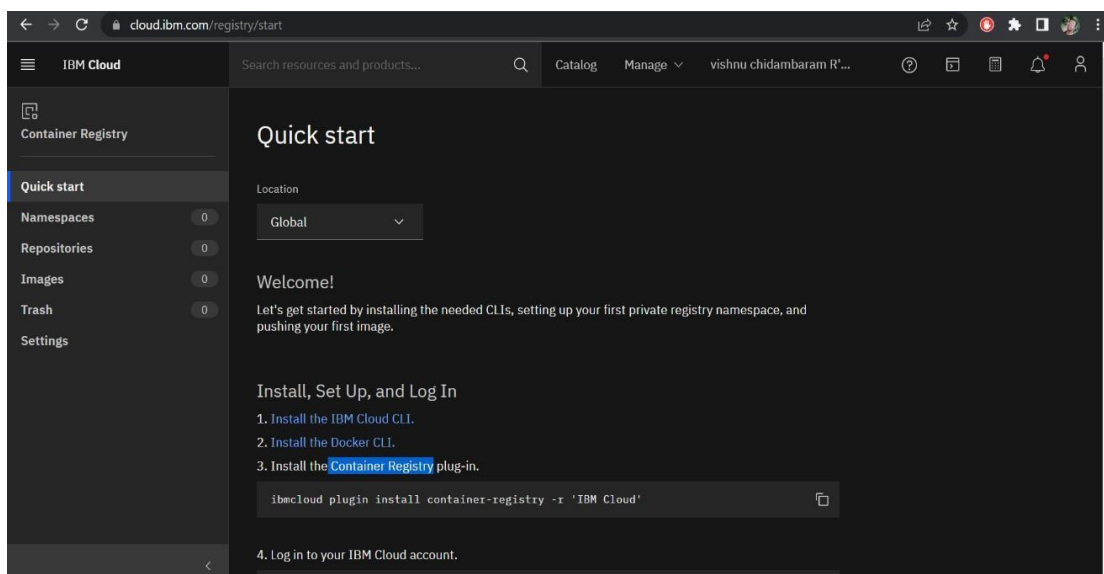 cloud.ibm.com/registry/start
IBM Cloud
Search resources and products...
Catalog
Manage
vishnu chidambaram R'...
Container Registry
Quick start
Namespaces 0
Repositories 0
Images 0
Trash 0
Settings
Quick start
Location
Global
Welcome!
Let's get started by installing the needed CLIs, setting up your first private registry namespace, and
pushing your first image.
Install, Set Up, and Log In
1. Install the IBM Cloud CLI.
2. Install the Docker CLI.
3. Install the Container Registry plug-in.
ibmcloud plugin install container-registry -r 'IBM Cloud'
4. Log in to your IBM Cloud account.